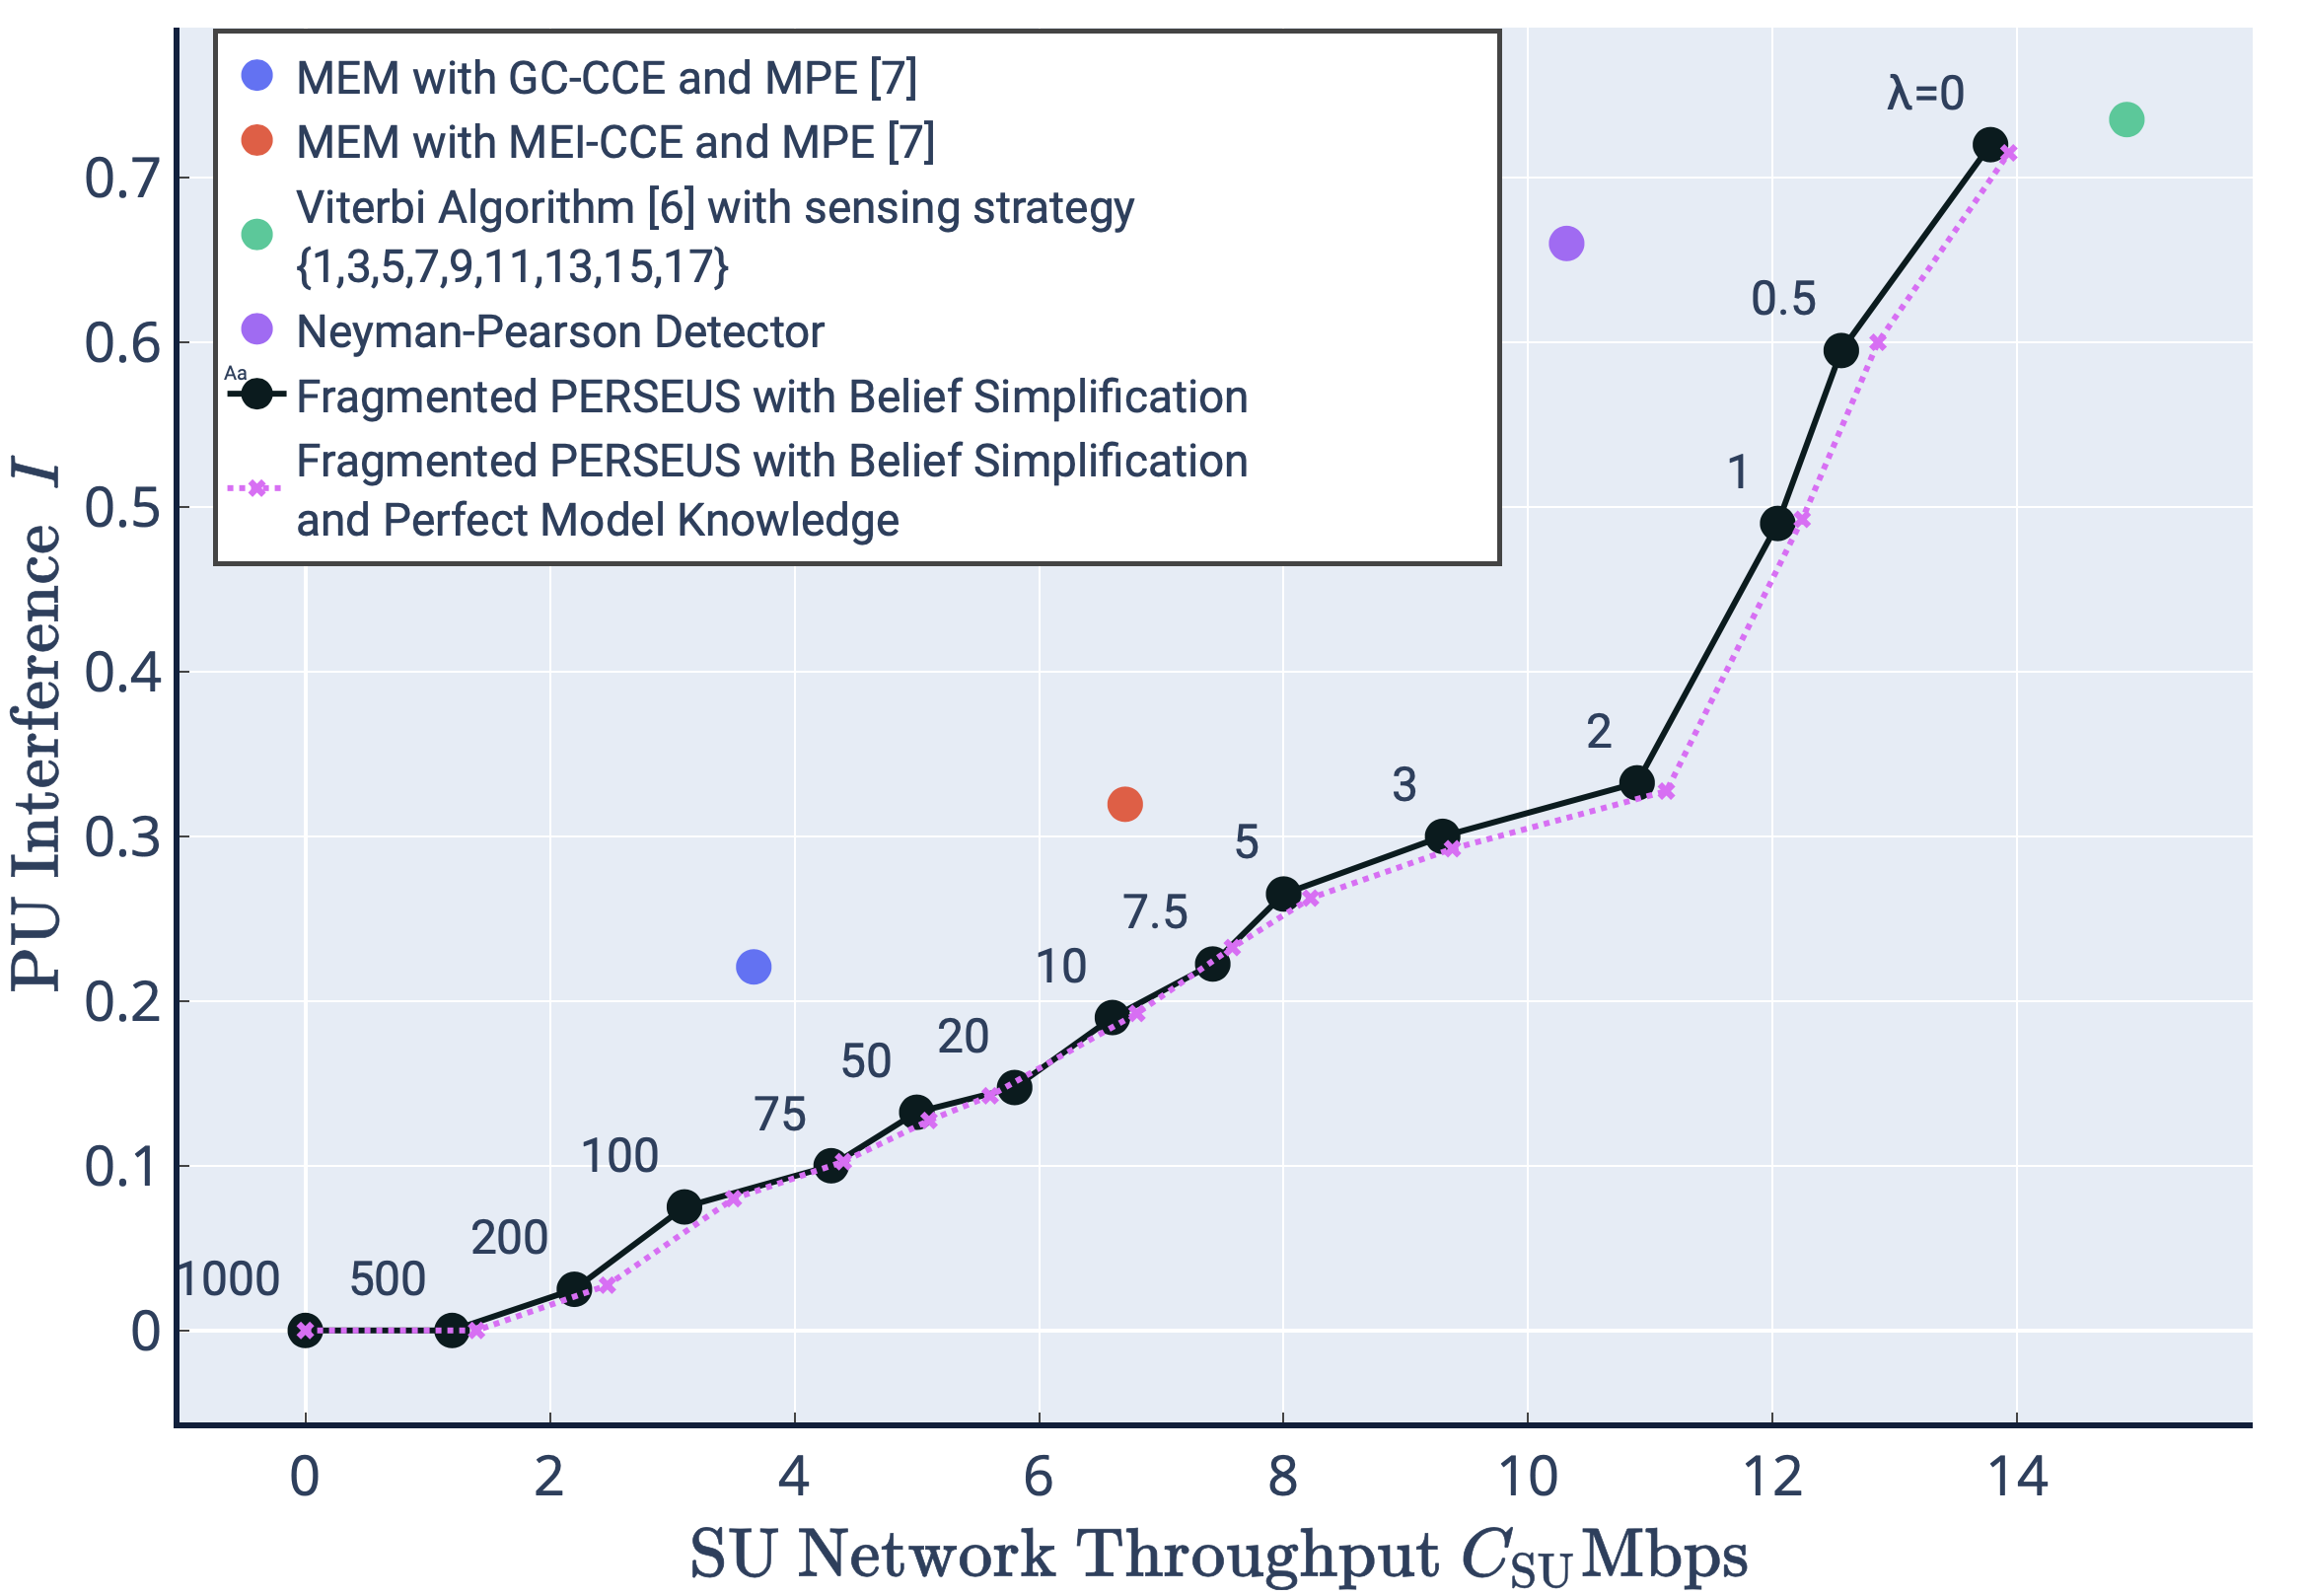 MEM with GC-CCE and MPE [7]
MEM with MEI-CCE and MPE [7]
Viterbi Algorithm [6] with sensing strategy
{1,3,5,7,9,11,13,15,17}
Neyman-Pearson Detector
Aa
Fragmented PERSEUS with Belief Simplification
Fragmented PERSEUS with Belief Simplification
and Perfect Model Knowledge
λ=0
0.5
1
2
3
5
7.5
10
20
50
75
100
200
500
1000
PU Interference I
0.7
0.6
0.5
0.4
0.3
0.2
0.1
0
0 2 4 6 8 10 12 14
SU Network Throughput C_SU Mbps